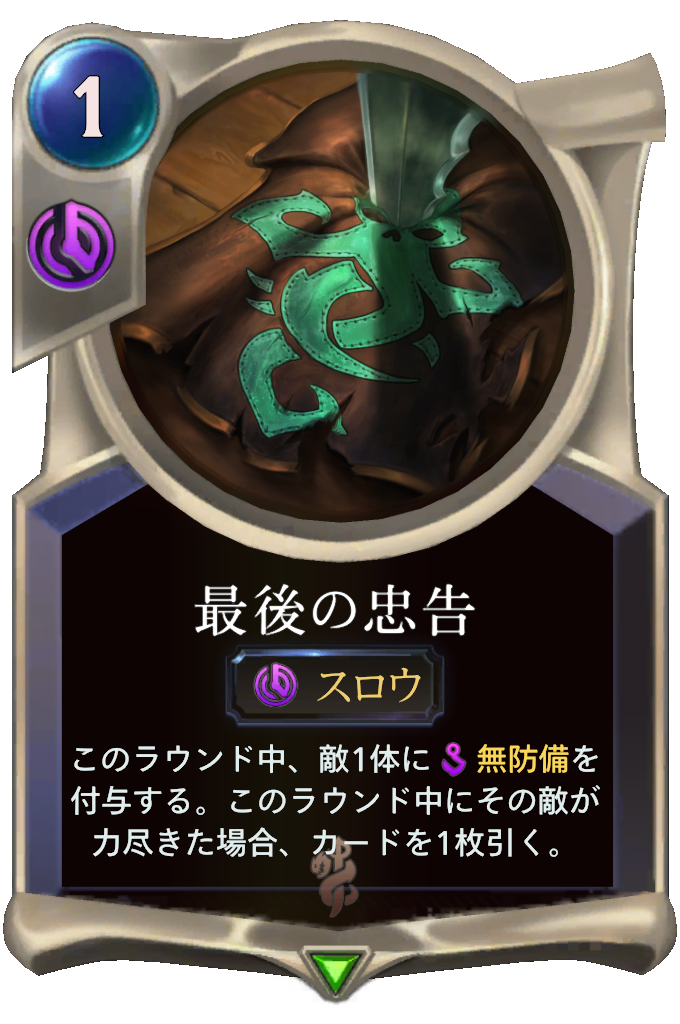 1
最後の忠告
スロウ
このラウンド中、敵1体に無防備を
付与する。このラウンド中にその敵が
力尽きた場合、カードを1枚引く。